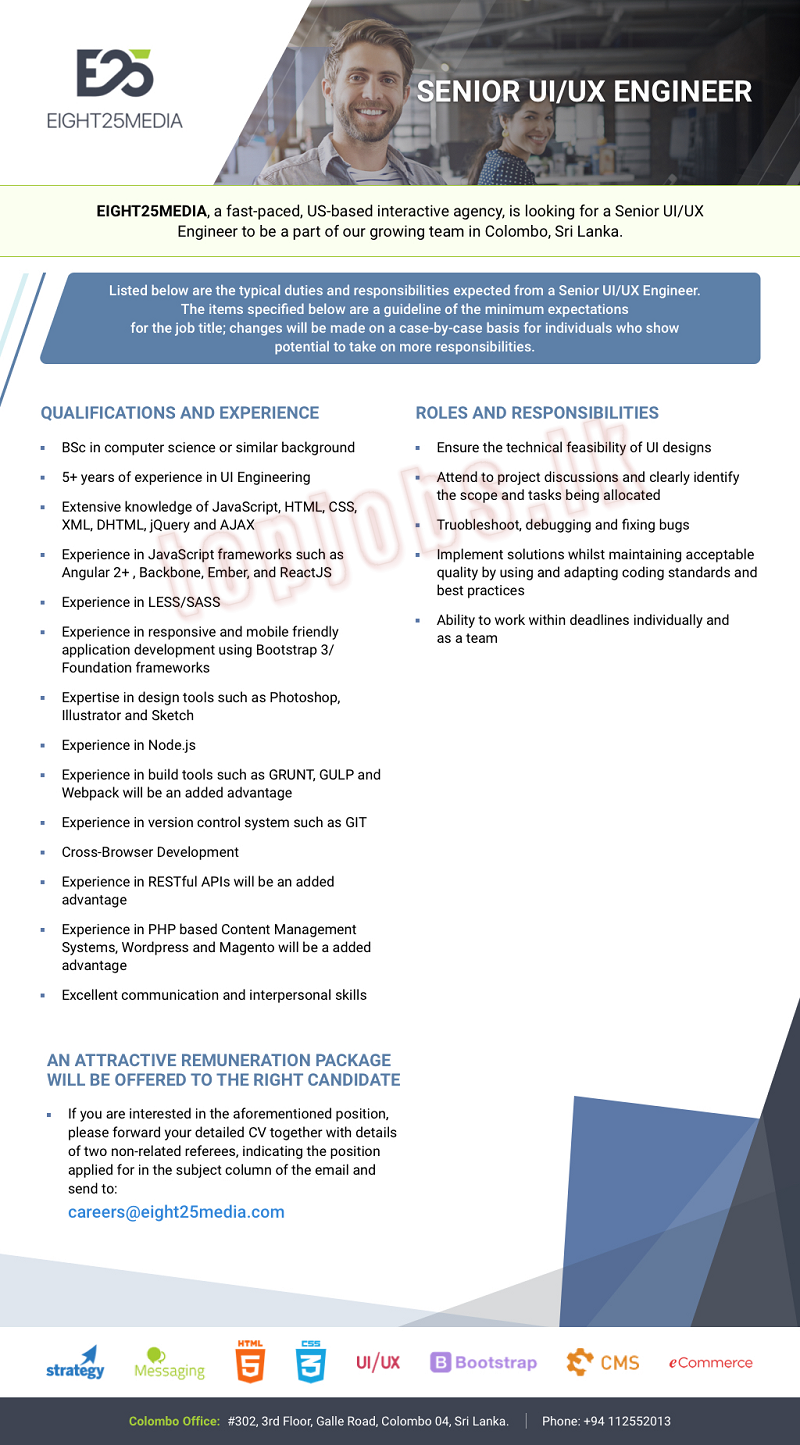 E25
EIGHT25MEDIA
SENIOR UI/UX ENGINEER
EIGHT25MEDIA, a fast-paced, US-based interactive agency, is looking for a Senior UI/UX
Engineer to be a part of our growing team in Colombo, Sri Lanka.
Listed below are the typical duties and responsibilities expected from a Senior UI/UX Engineer.
The items specified below are a guideline of the minimum expectations
for the job title; changes will be made on a case-by-case basis for individuals who show
potential to take on more responsibilities.
QUALIFICATIONS AND EXPERIENCE
BSc in computer science or similar background
5+ years of experience in UI Engineering
Extensive knowledge of JavaScript, HTML, CSS,
XML, DHTML, jQuery and AJAX
Experience in JavaScript frameworks such as
Angular 2+ , Backbone, Ember, and ReactJS
Experience in LESS/SASS
Experience in responsive and mobile friendly
application development using Bootstrap 3/
Foundation frameworks
Expertise in design tools such as Photoshop,
Illustrator and Sketch
Experience in Node.js
Experience in build tools such as GRUNT, GULP and
Webpack will be an added advantage
Experience in version control system such as GIT
Cross-Browser Development
Experience in RESTful APIs will be an added
advantage
Experience in PHP based Content Management
Systems, Wordpress and Magento will be a added
advantage
Excellent communication and interpersonal skills
ROLES AND RESPONSIBILITIES
Ensure the technical feasibility of UI designs
Attend to project discussions and clearly identify
the scope and tasks being allocated
Truobleshoot, debugging and fixing bugs
Implement solutions whilst maintaining acceptable
quality by using and adapting coding standards and
best practices
Ability to work within deadlines individually and
as a team
topjobs.lk
AN ATTRACTIVE REMUNERATION PACKAGE
WILL BE OFFERED TO THE RIGHT CANDIDATE
If you are interested in the aforementioned position,
please forward your detailed CV together with details
of two non-related referees, indicating the position
applied for in the subject column of the email and
send to:
careers@eight25media.com
strategy Messaging HTML 5 CSS 3 UI/UX B Bootstrap CMS eCommerce
Colombo Office: #302, 3rd Floor, Galle Road, Colombo 04, Sri Lanka. Phone: +94 112552013